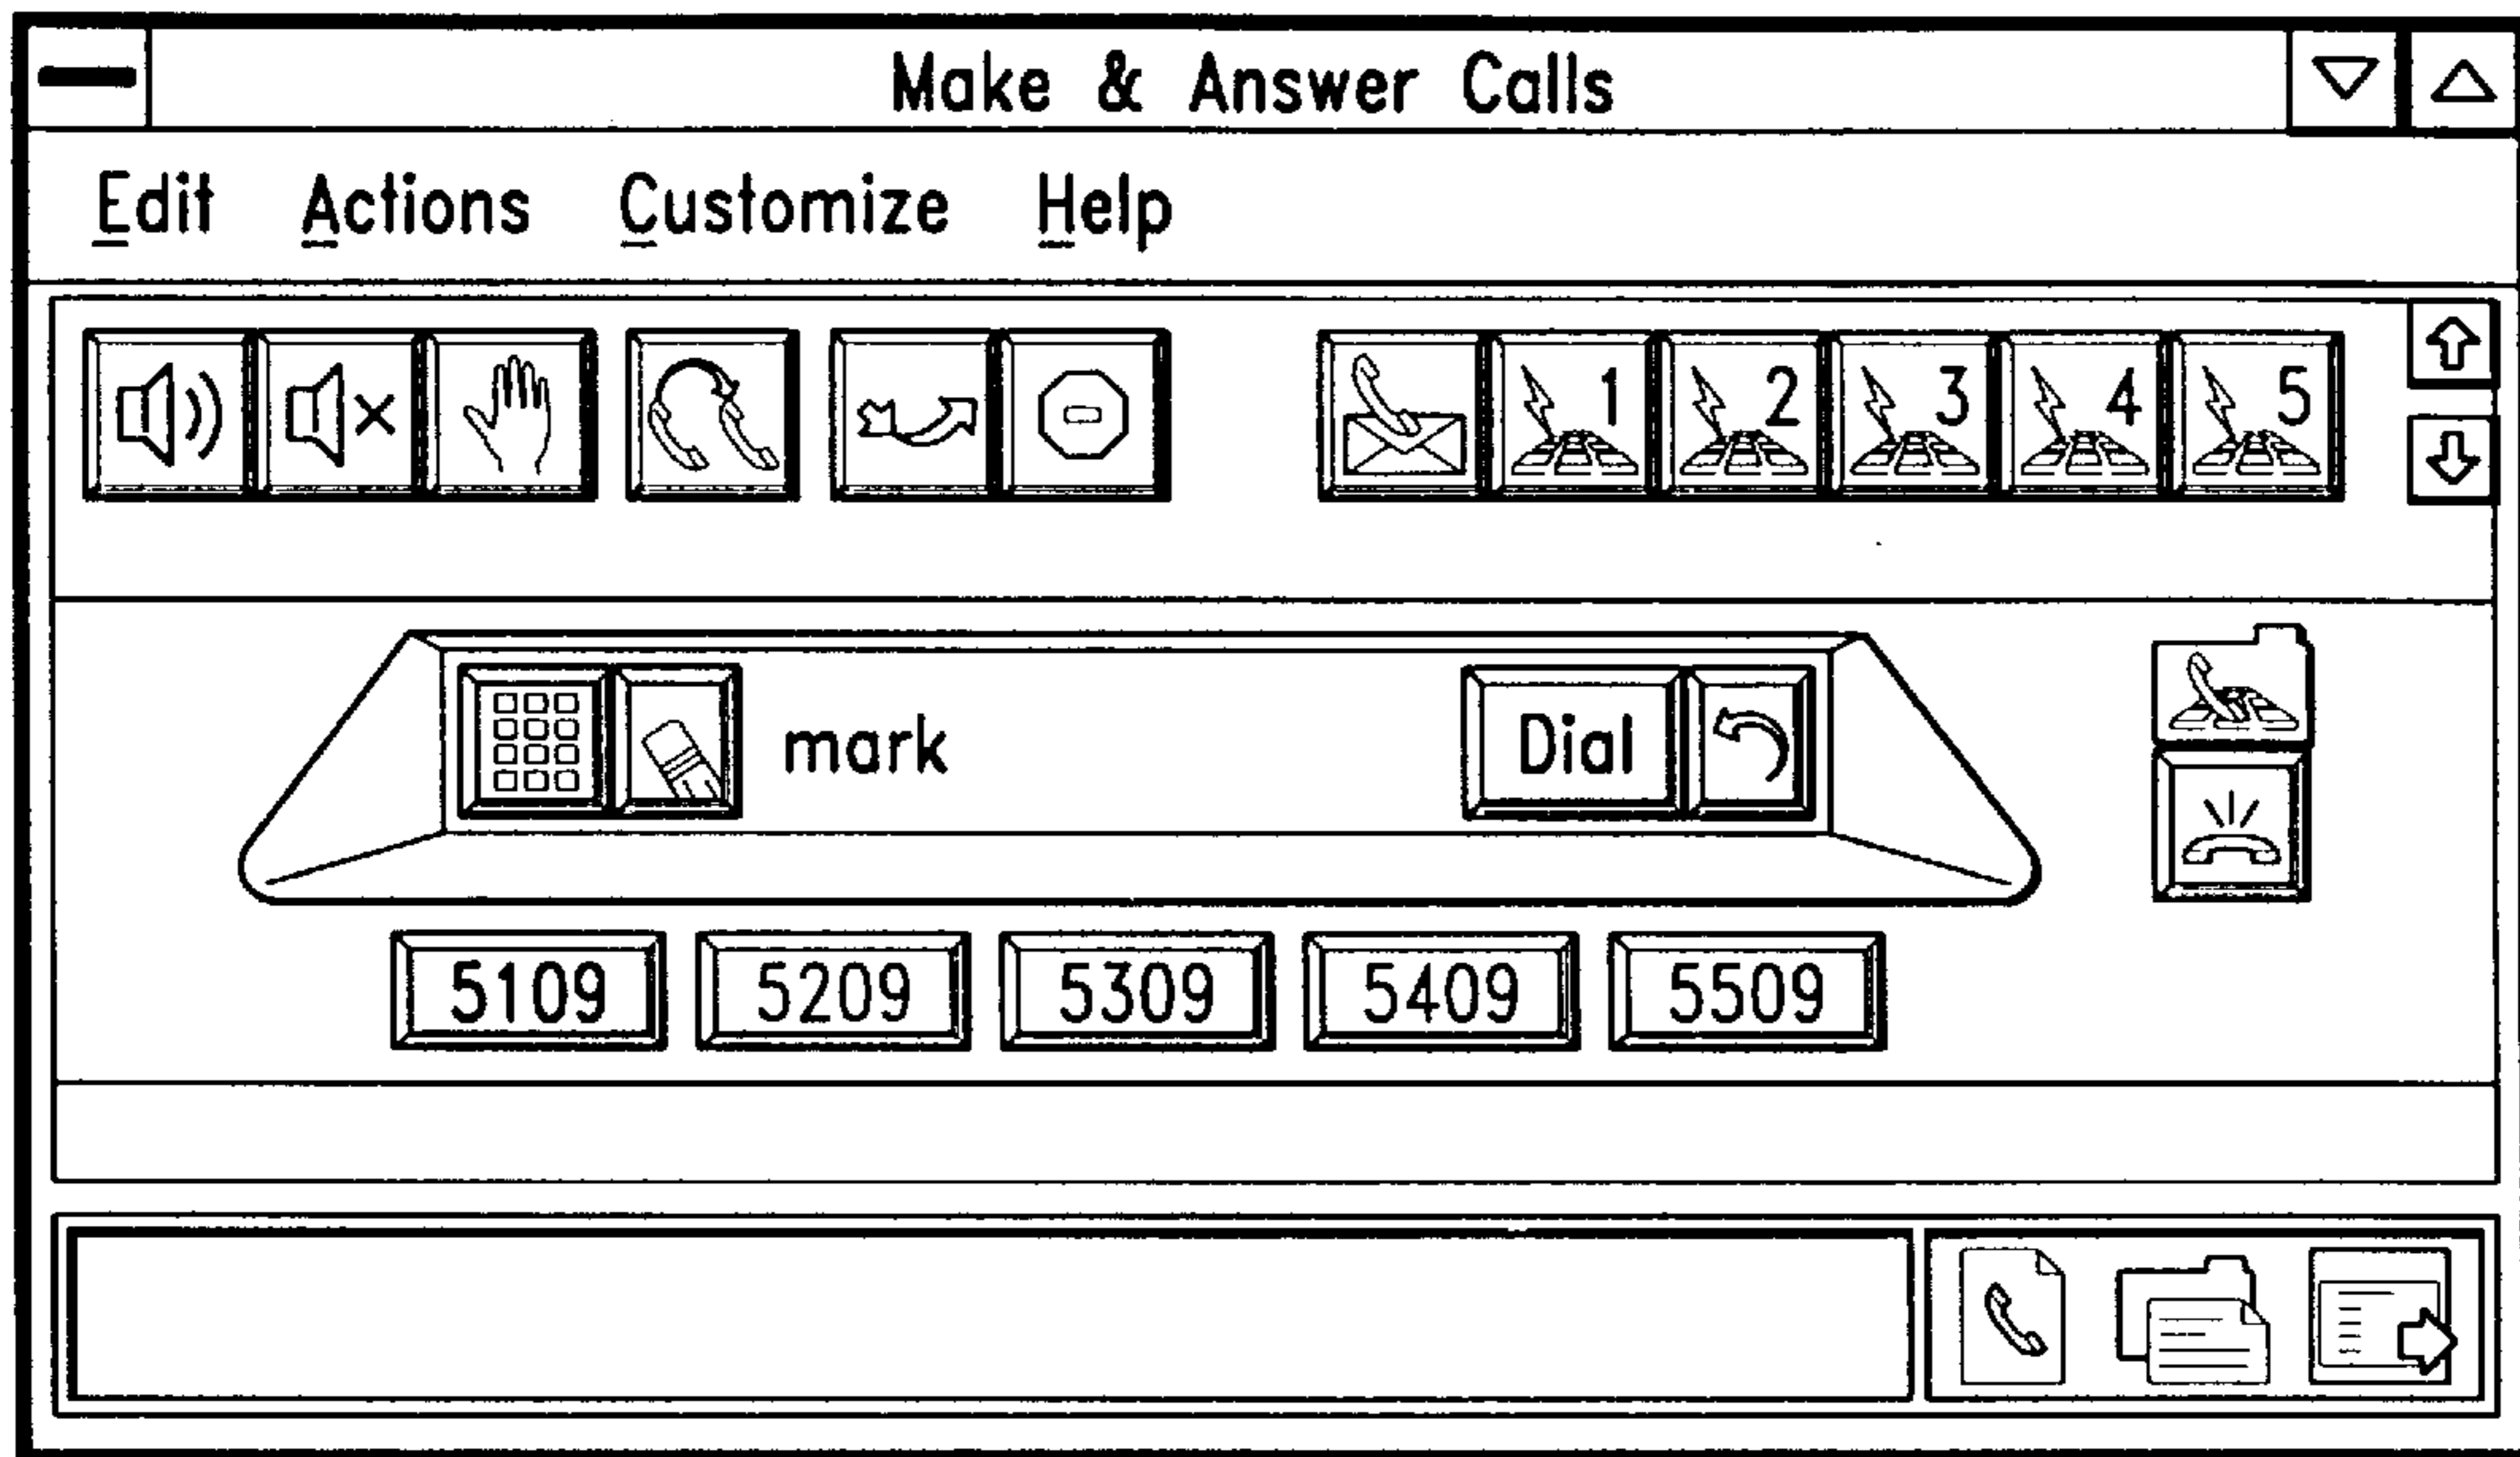 Make & Answer Calls
Edit Actions Customize Help
1 2 3 4 5
mark Dial
5109 5209 5309 5409 5509